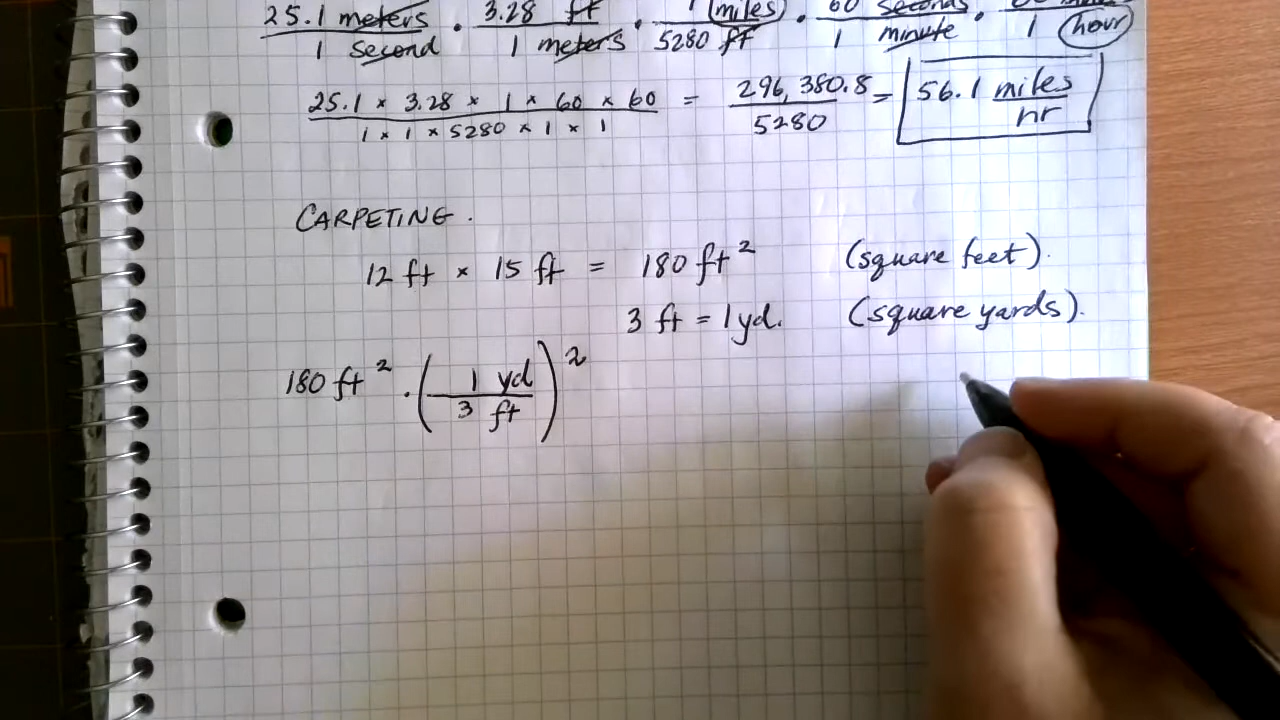 25.1 meters / 1 second · 3.28 ft / 1 meters · 1 miles / 5280 ft · 60 seconds / 1 minute · / 1 hour
25.1 × 3.28 × 1 × 60 × 60 / 1 × 1 × 5280 × 1 × 1 = 296,380.8 / 5280 = 56.1 miles / hr
CARPETING.
12 ft × 15 ft = 180 ft² (square feet).
3 ft = 1 yd. (square yards).
180 ft² · (1 yd / 3 ft)²